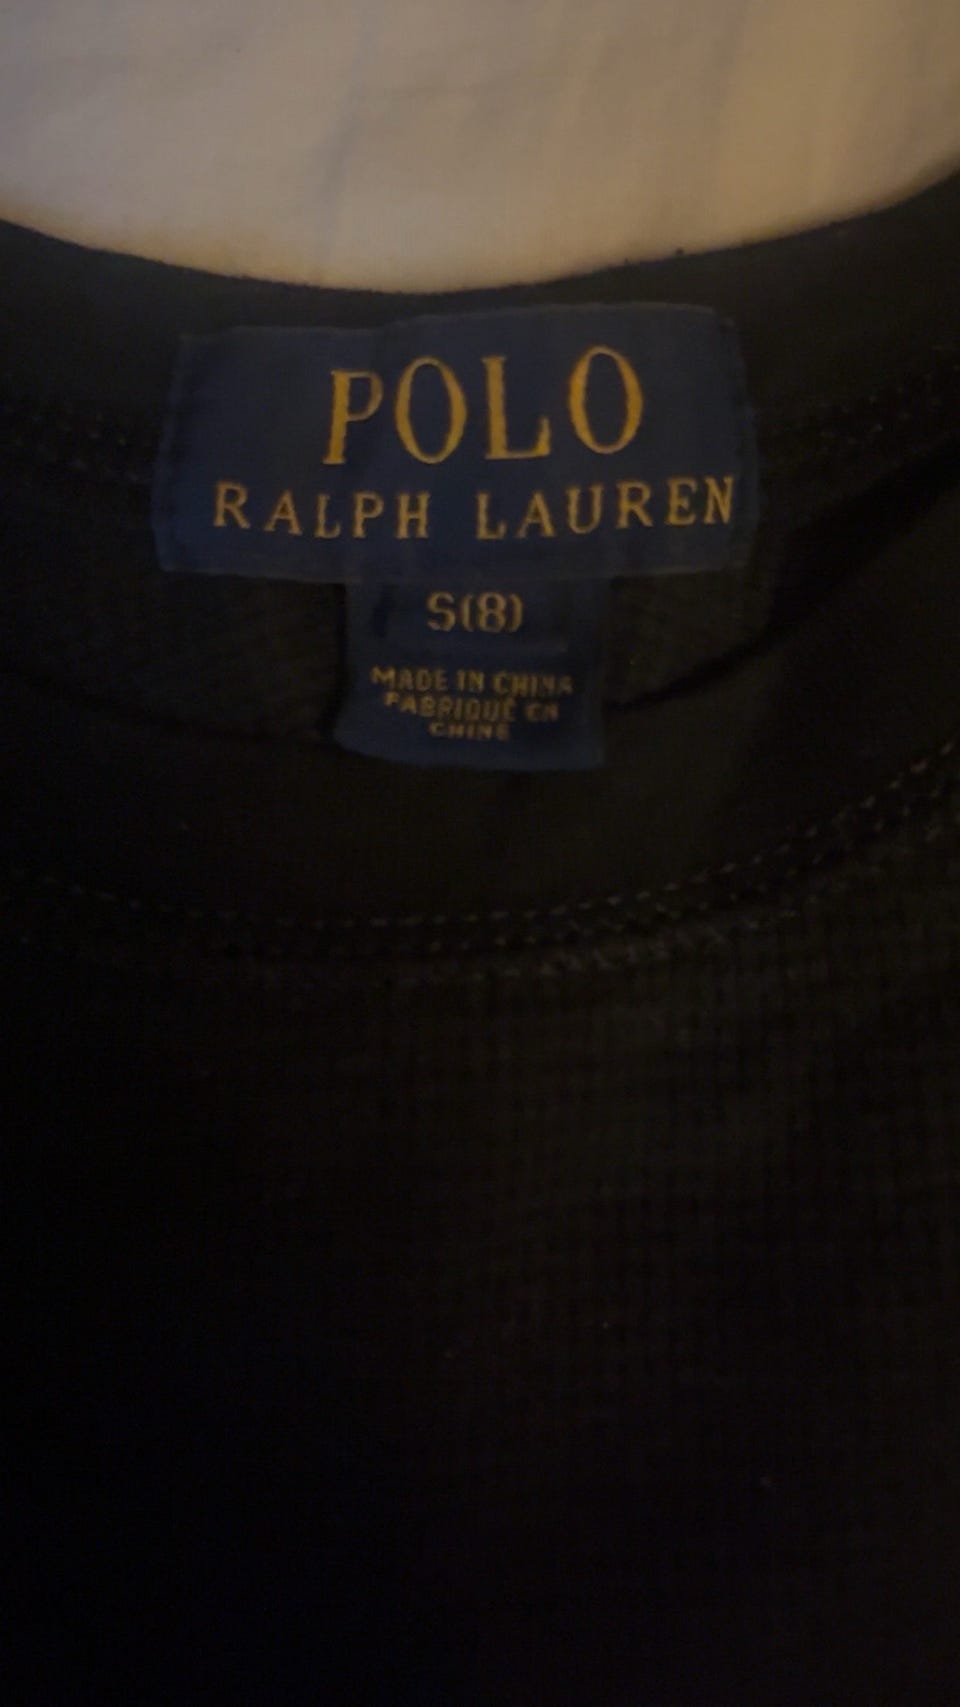 POLO
RALPH LAUREN
S(8)
MADE IN CHINA
FABRIQUÉ EN
CHINE